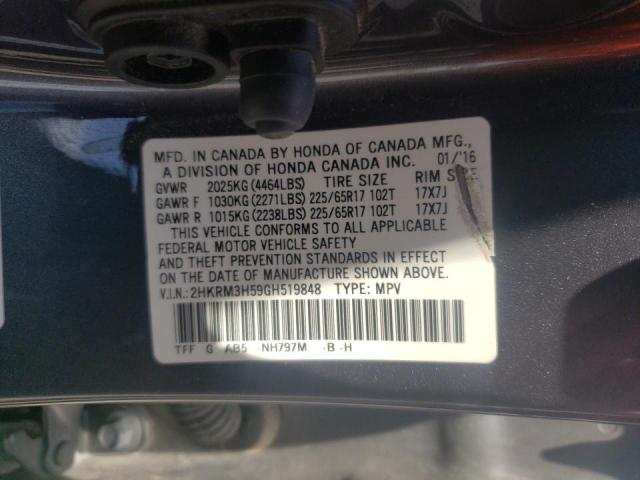 MFD. IN CANADA BY HONDA OF CANADA MFG.,
A DIVISION OF HONDA CANADA INC. 01/'16
GVWR 2025KG (4464LBS) TIRE SIZE RIM SIZE
GAWR F 1030KG (2271LBS) 225/65R17 102T 17X7J
GAWR R 1015KG (2238LBS) 225/65R17 102T 17X7J
THIS VEHICLE CONFORMS TO ALL APPLICABLE
FEDERAL MOTOR VEHICLE SAFETY
AND THEFT PREVENTION STANDARDS IN EFFECT
ON THE DATE OF MANUFACTURE SHOWN ABOVE.
V.I.N.: 2HKRM3H59GH519848 TYPE: MPV
TFF G AB5 -NH797M -B -H